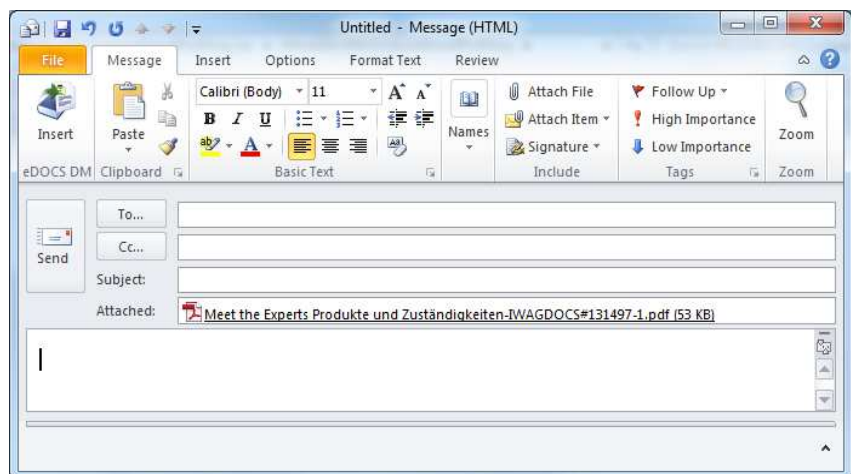 Untitled - Message (HTML)
File Message Insert Options Format Text Review
Calibri (Body) 11 A A Attach File Follow Up
B I U Attach Item High Importance
Insert Paste Names Zoom
ab A Aa Signature Low Importance
eDOCS DM Clipboard Basic Text Include Tags Zoom
To...
Cc...
Send
Subject:
Attached: Meet the Experts Produkte und Zuständigkeiten-IWAGDOCS#131497-1.pdf (53 KB)